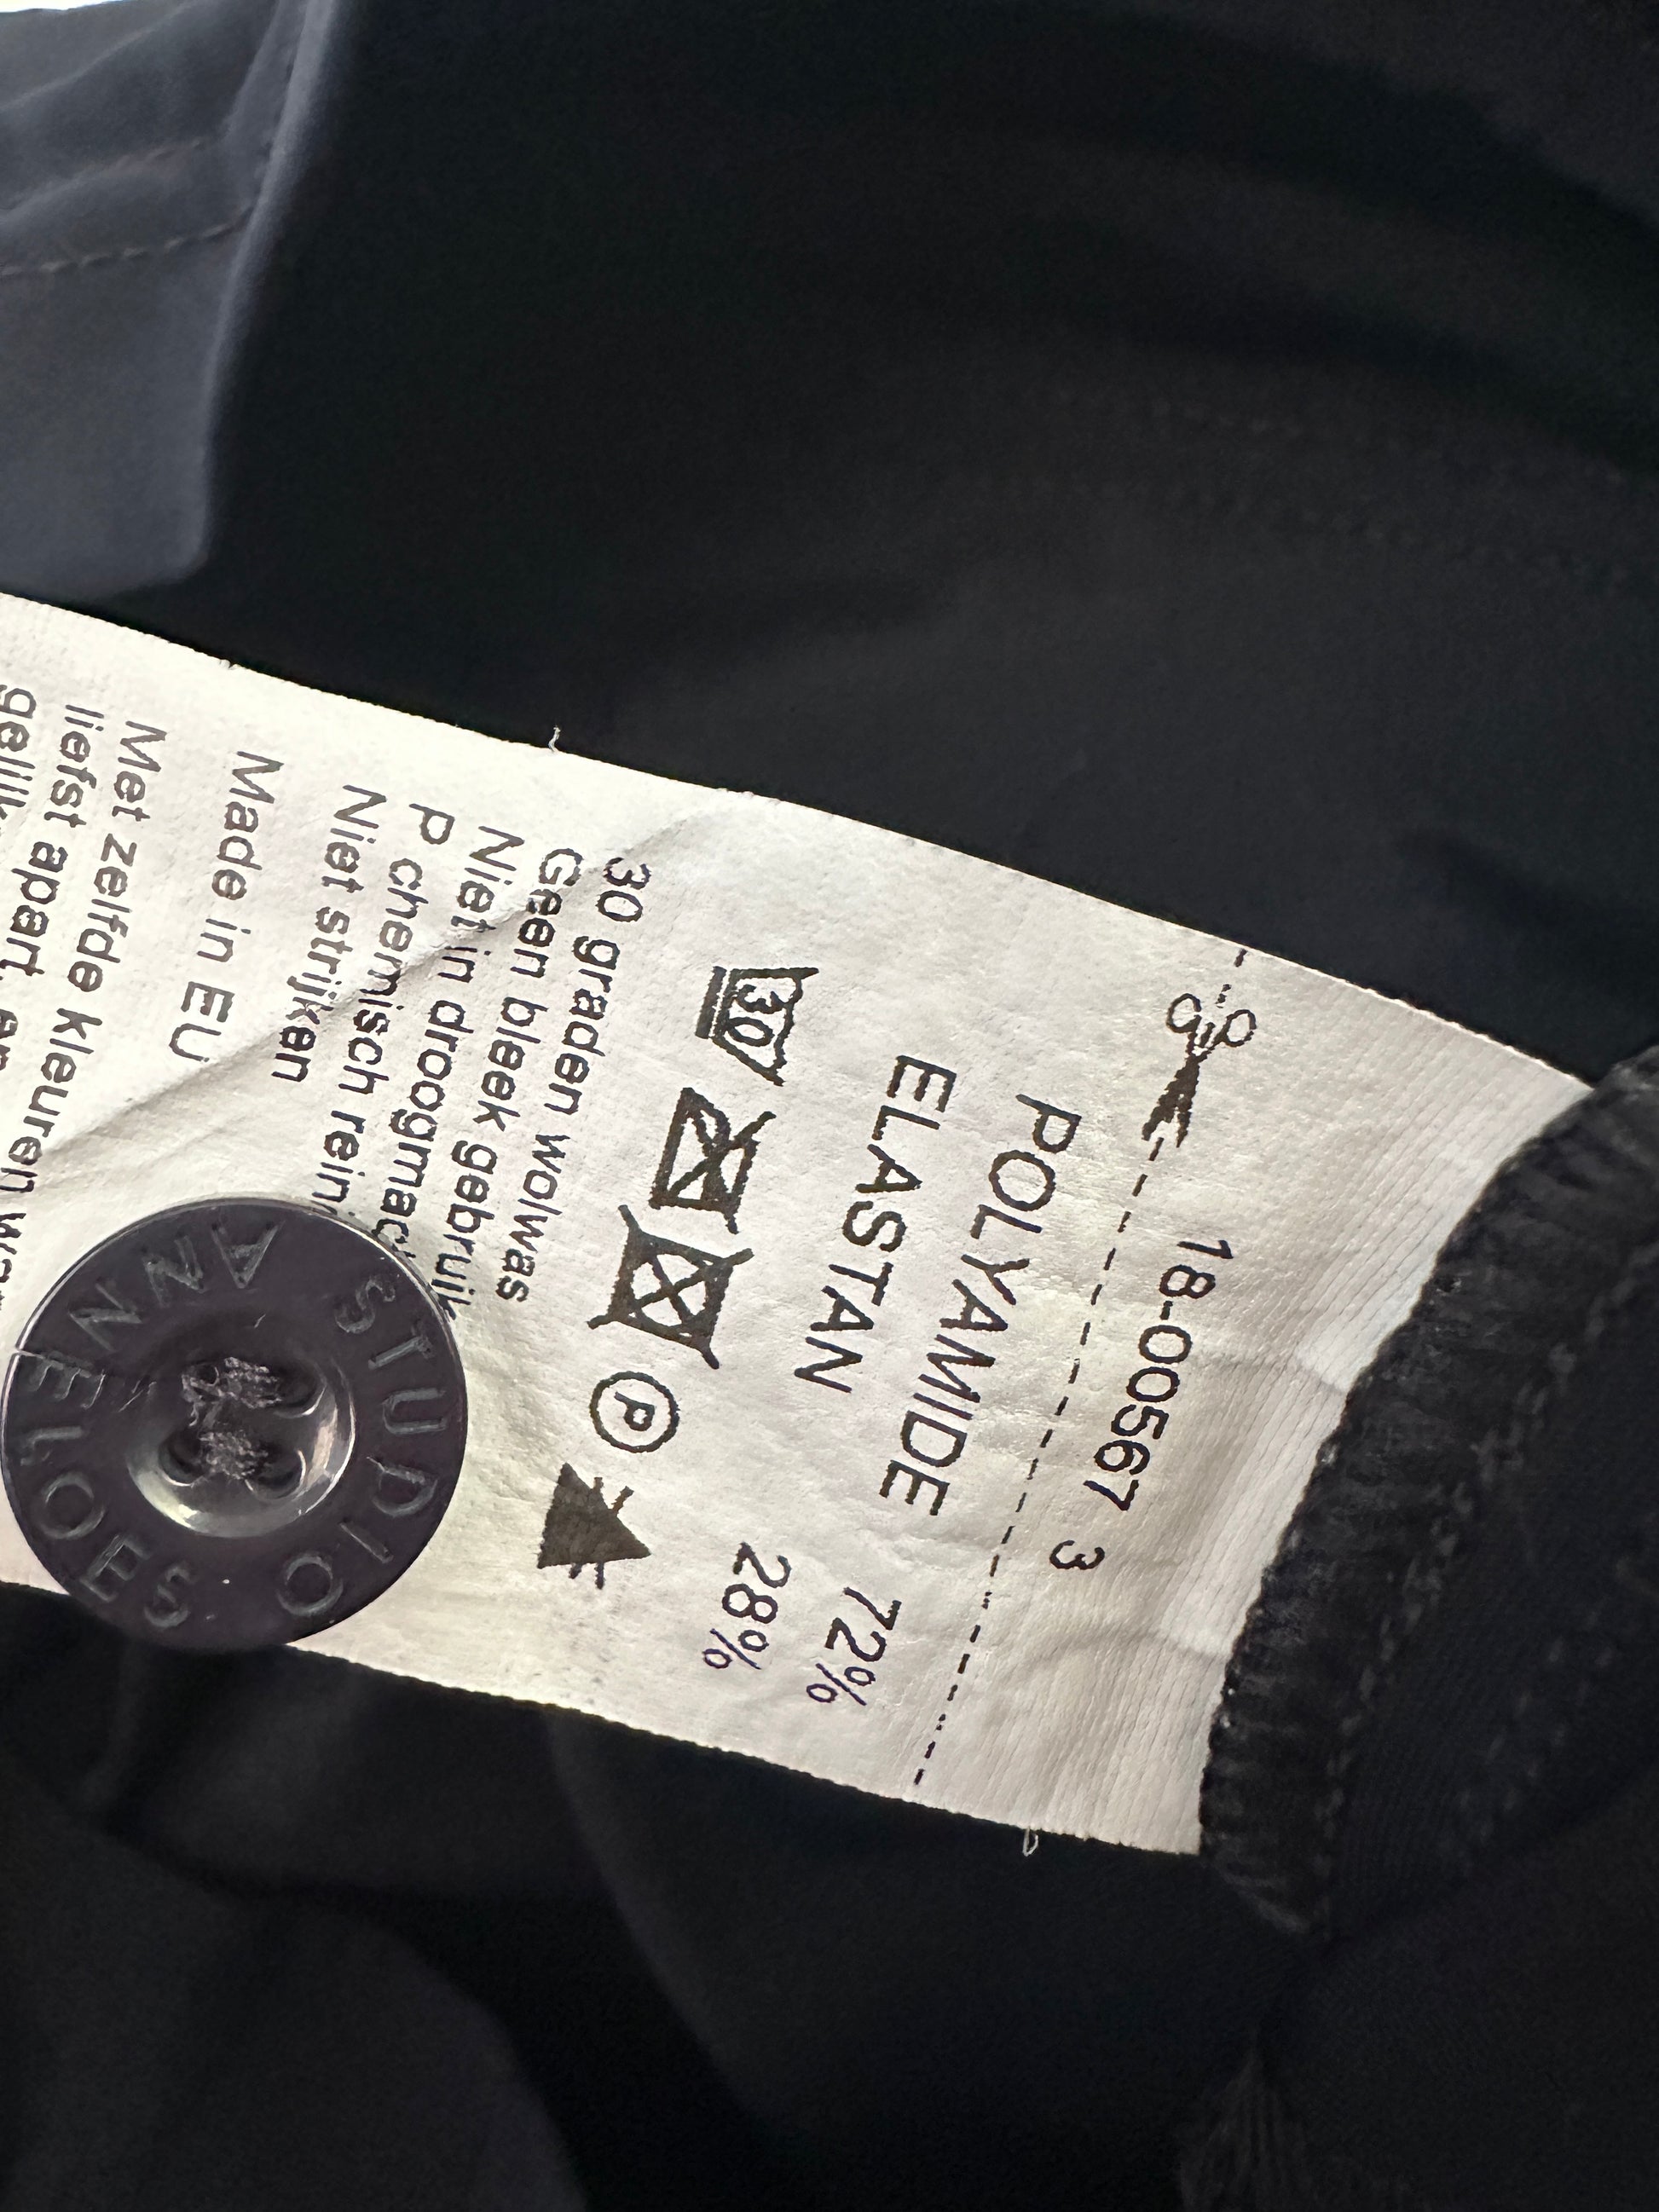 18-00567 3
POLYAMIDE 72%
ELASTAN 28%
30 P
30 graden wolwas
Geen bleek gebruik
Niet in droogmac
P chemisch rein
Niet strijken
Made in EU
Met zelfde kleuren
liefst apart
STUDIO ANNELOES